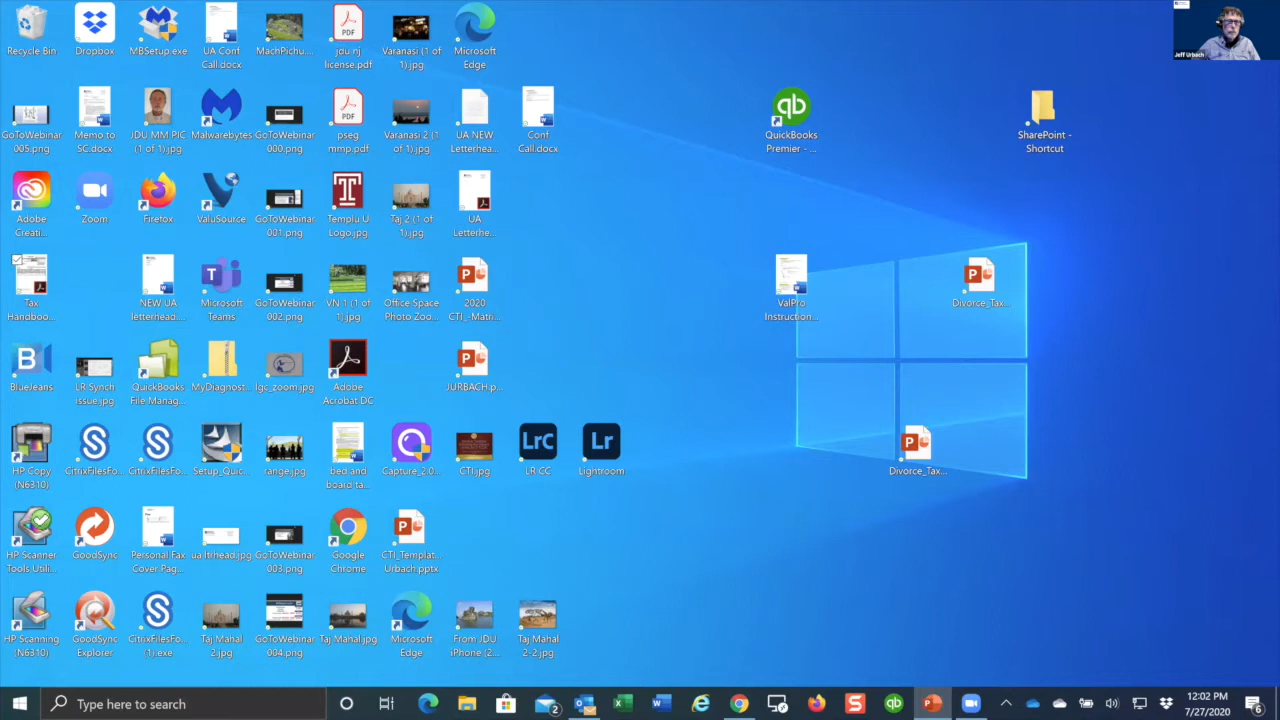 Jeff Urbach
Recycle Bin
Dropbox
MBSetup.exe
UA Conf
Call.docx
MachPichu....
jdu nj
license.pdf
Varanasi (1 of
1).jpg
Microsoft
Edge
GoToWebinar
005.png
Memo to
SC.docx
JDU MM PIC
(1 of 1).jpg
Malwarebytes
GoToWebinar
000.png
pseg
mmp.pdf
Varanasi 2 (1
of 1).jpg
UA NEW
Letterhea...
Conf
Call.docx
QuickBooks
Premier - ...
SharePoint -
Shortcut
Adobe
Creati...
Zoom
Firefox
ValuSource
GoToWebinar
001.png
Templu U
Logo.jpg
Taj 2 (1 of
1).jpg
UA
Letterhe...
Tax
Handboo...
NEW UA
letterhead....
Microsoft
Teams
GoToWebinar
002.png
VN 1 (1 of
1).jpg
Office Space
Photo Zoo...
2020
CTI_-Matri...
ValPro
Instruction...
Divorce_Tax...
BlueJeans
LR Synch
issue.jpg
QuickBooks
File Manag...
MyDiagnost...
lgc_zoom.jpg
Adobe
Acrobat DC
JURBACH.p...
HP Copy
(N6310)
CitrixFilesFo...
CitrixFilesFo...
Setup_Quic...
range.jpg
bed and
board ta...
Capture_2.0...
CTI.jpg
LrC
LR CC
Lr
Lightroom
Divorce_Tax...
HP Scanner
Tools Utili...
GoodSync
Personal Fax
Cover Pag...
ua ltrhead.jpg
GoToWebinar
003.png
Google
Chrome
CTI_Templat...
Urbach.pptx
HP Scanning
(N6310)
GoodSync
Explorer
CitrixFilesFo...
(1).exe
Taj Mahal
2.jpg
GoToWebinar
004.png
Taj Mahal.jpg
Microsoft
Edge
From JDU
iPhone (2...
Taj Mahal
2-2.jpg
Type here to search
12:02 PM
7/27/2020